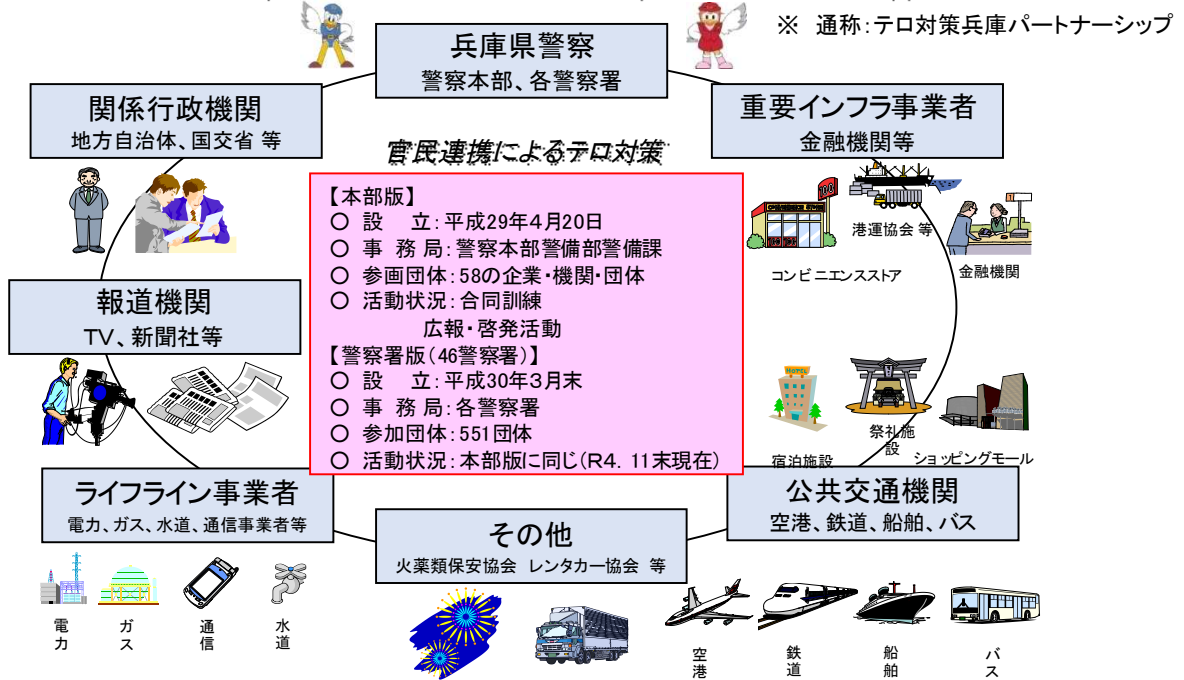 ※ 通称:テロ対策兵庫パートナーシップ
兵庫県警察
警察本部、各警察署
関係行政機関
地方自治体、国交省 等
重要インフラ事業者
金融機関等
官民連携によるテロ対策
【本部版】
○ 設 立:平成29年4月20日
○ 事 務 局:警察本部警備部警備課
○ 参画団体:58の企業・機関・団体
○ 活動状況:合同訓練
広報・啓発活動
【警察署版(46警察署)】
○ 設 立:平成30年3月末
○ 事 務 局:各警察署
○ 参加団体:551団体
○ 活動状況:本部版に同じ(R4.11末現在)
港運協会 等
コンビニエンスストア
金融機関
報道機関
TV、新聞社等
HOTEL
宿泊施設
祭礼施
設
ショッピングモール
ライフライン事業者
電力、ガス、水道、通信事業者等
その他
火薬類保安協会 レンタカー協会 等
公共交通機関
空港、鉄道、船舶、バス
電力
ガス
通信
水道
空港
鉄道
船舶
バス